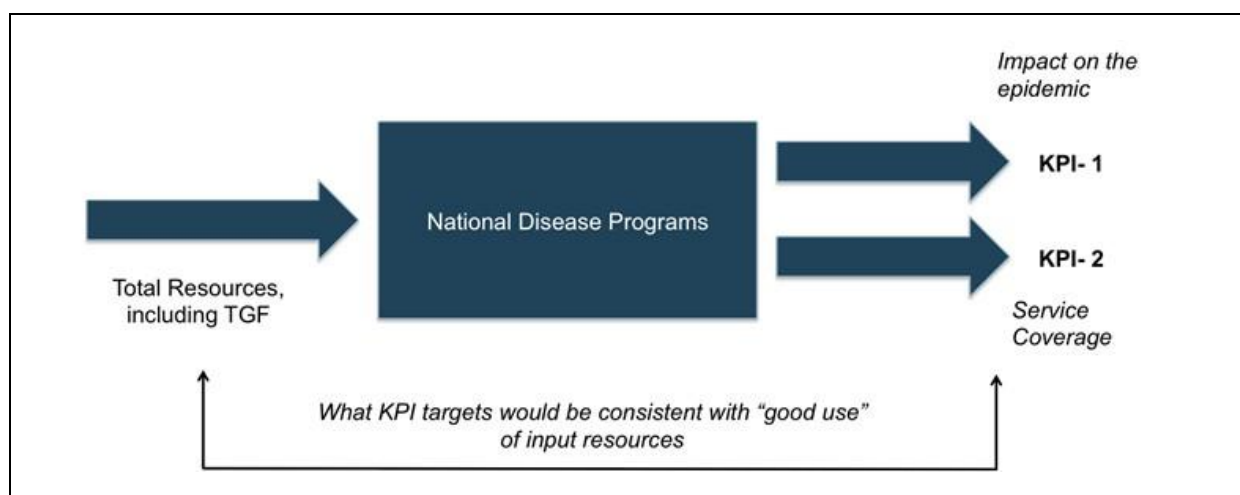 Impact on the
epidemic
KPI- 1
National Disease Programs
KPI- 2
Total Resources,
including TGF
Service
Coverage
What KPI targets would be consistent with “good use”
of input resources